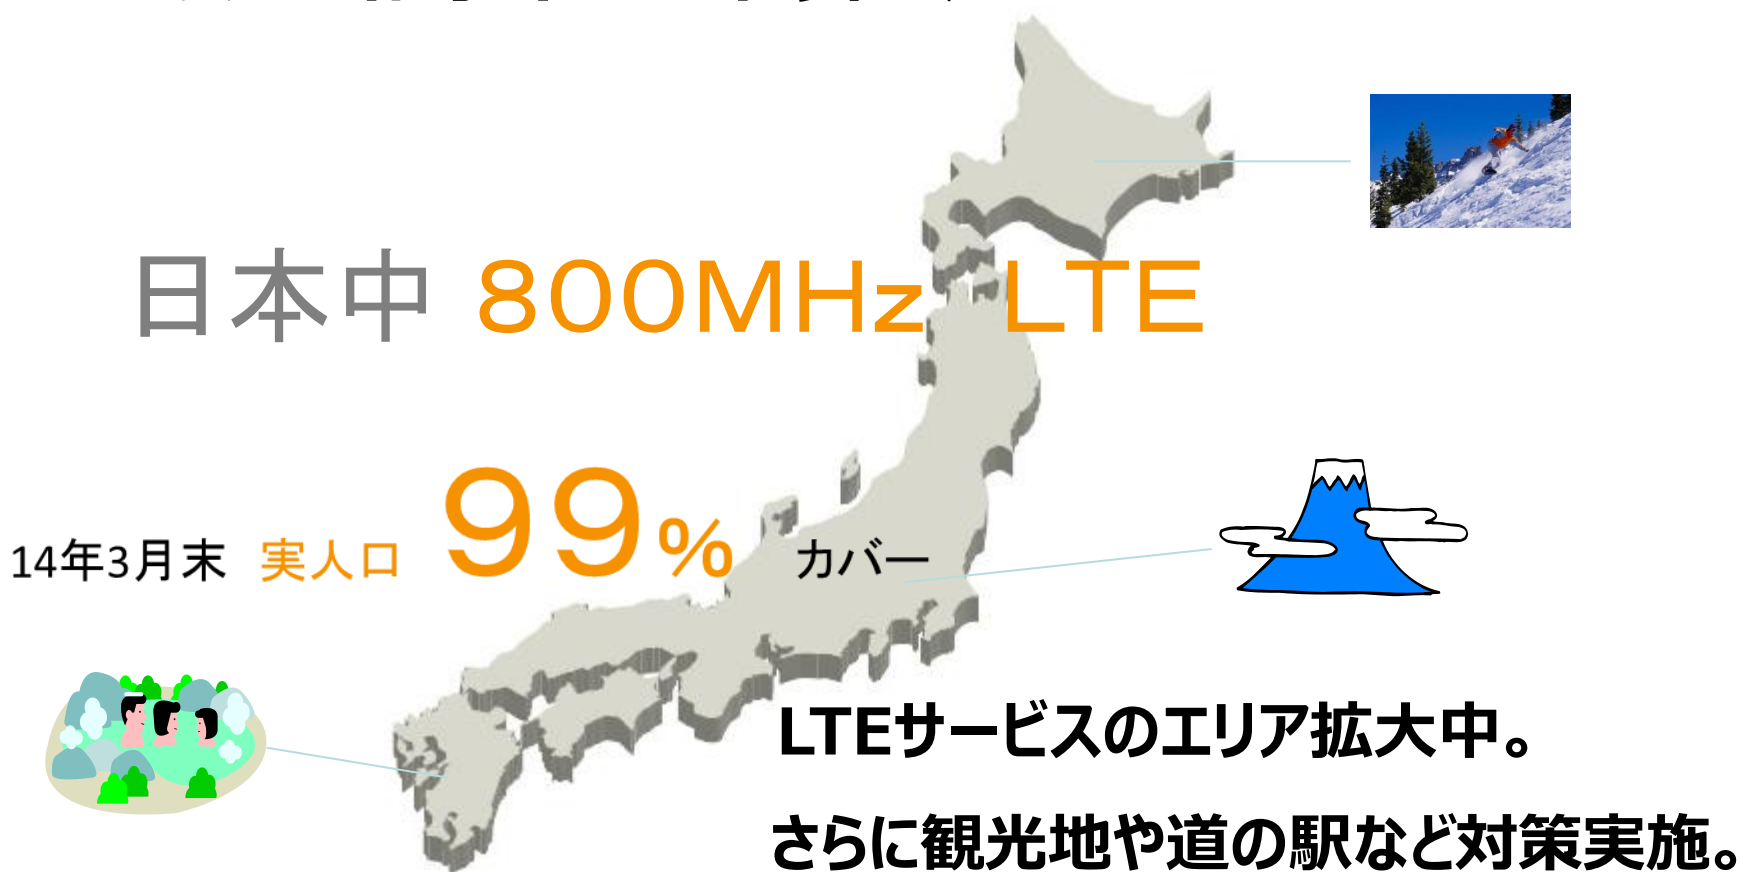 日本中 800MHz LTE
14年3月末 実人口 99% カバー
LTEサービスのエリア拡大中。
さらに観光地や道の駅など対策実施。